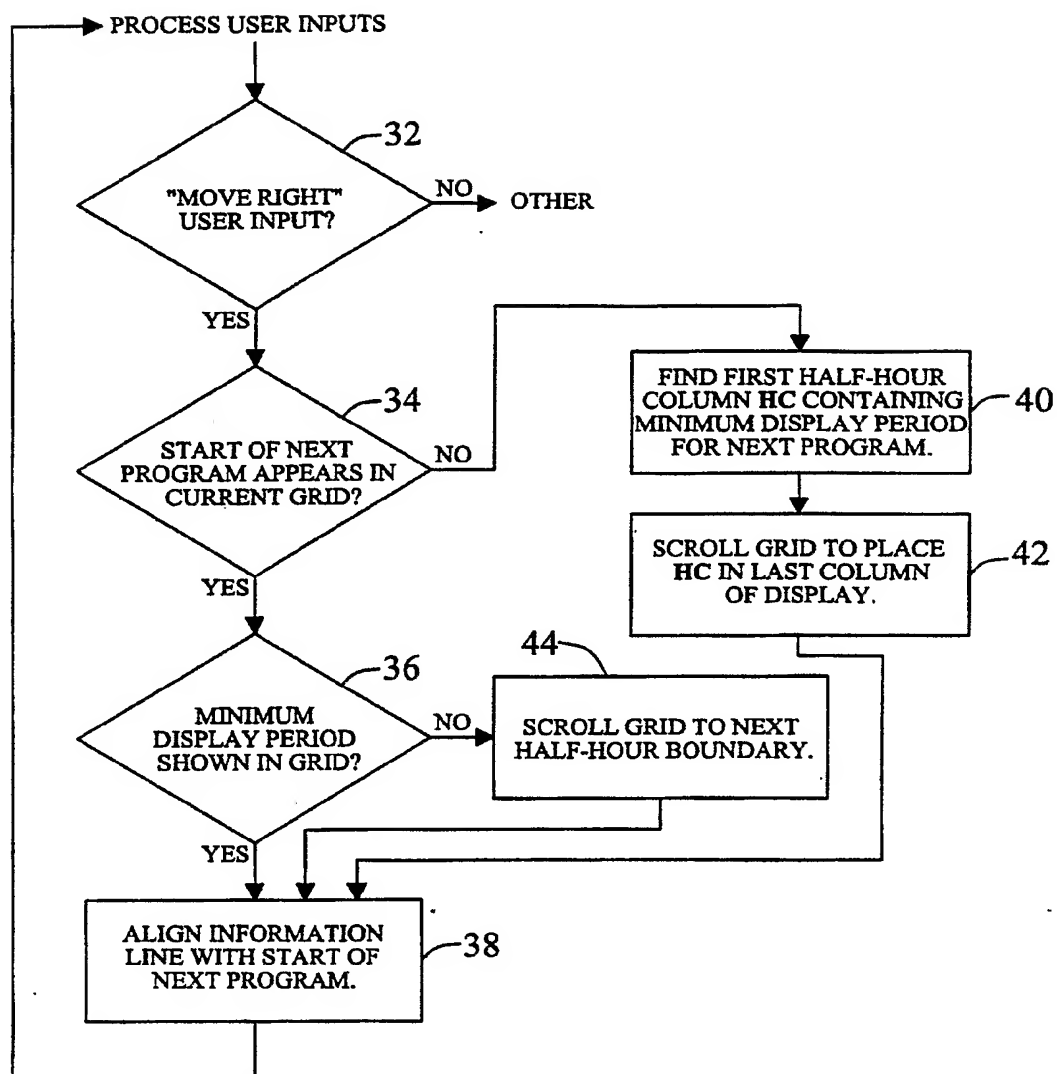 PROCESS USER INPUTS
32
"MOVE RIGHT"
USER INPUT?
NO
OTHER
YES
34
START OF NEXT
PROGRAM APPEARS IN
CURRENT GRID?
NO
YES
40
FIND FIRST HALF-HOUR
COLUMN HC CONTAINING
MINIMUM DISPLAY PERIOD
FOR NEXT PROGRAM.
42
SCROLL GRID TO PLACE
HC IN LAST COLUMN
OF DISPLAY.
36
MINIMUM
DISPLAY PERIOD
SHOWN IN GRID?
NO
YES
44
SCROLL GRID TO NEXT
HALF-HOUR BOUNDARY.
38
ALIGN INFORMATION
LINE WITH START OF
NEXT PROGRAM.